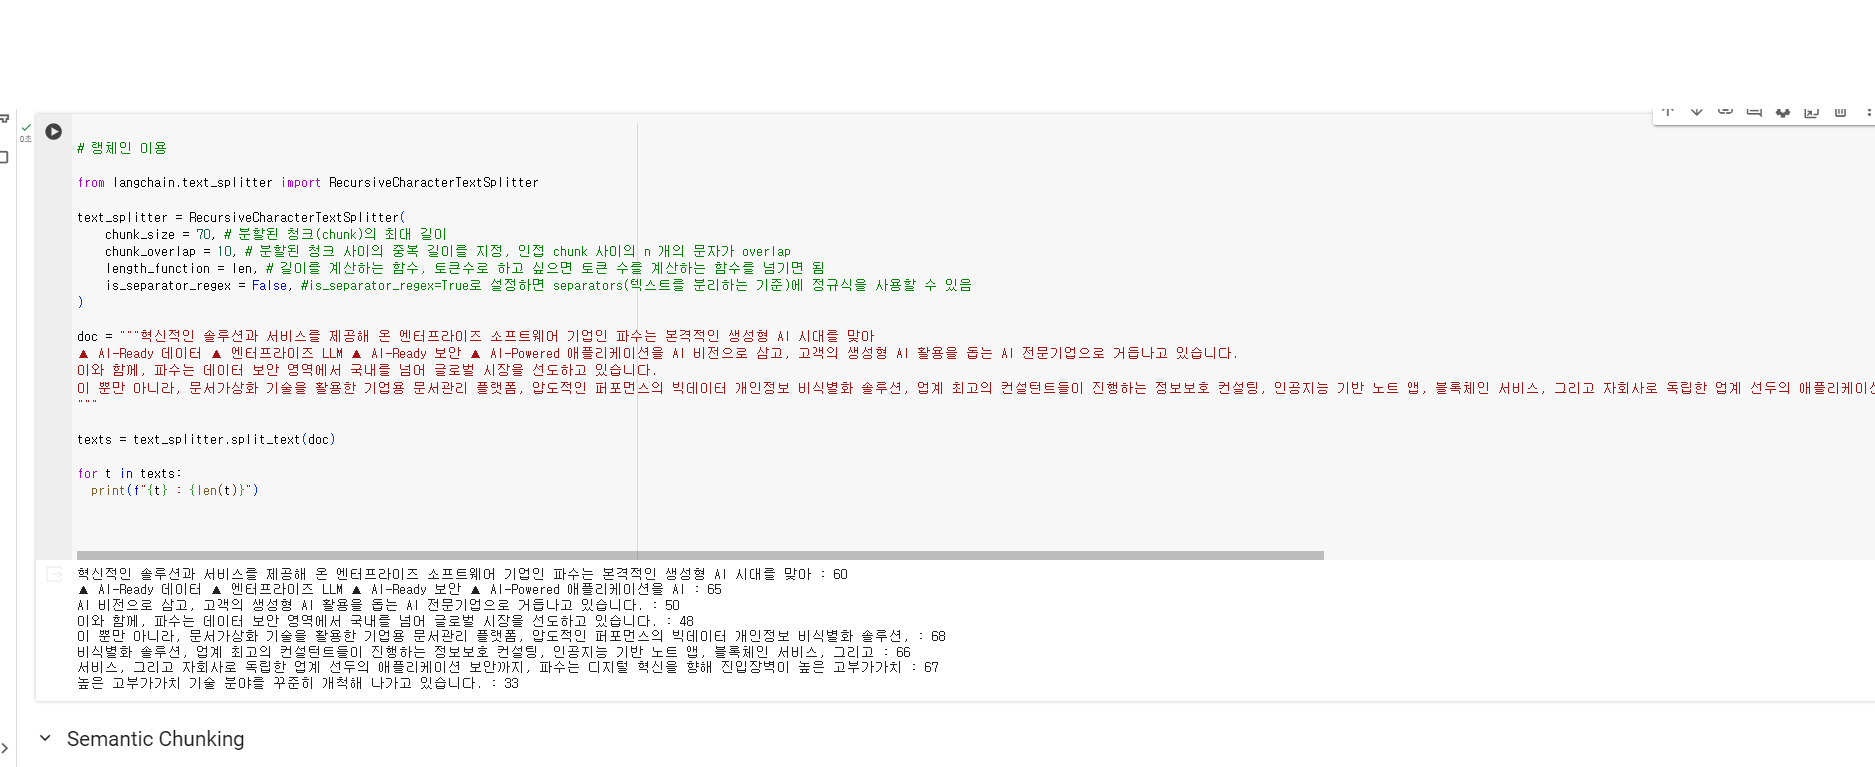 0초
# 랭체인 이용
from langchain.text_splitter import RecursiveCharacterTextSplitter
text_splitter = RecursiveCharacterTextSplitter(
chunk_size = 70, # 분할된 청크(chunk)의 최대 길이
chunk_overlap = 10, # 분할된 청크 사이의 중복 길이를 지정, 인접 chunk 사이의 n 개의 문자가 overlap
length_function = len, # 길이를 계산하는 함수, 토큰수로 하고 싶으면 토큰 수를 계산하는 함수를 넘기면 됨
is_separator_regex = False, #is_separator_regex=True로 설정하면 separators(텍스트를 분리하는 기준)에 정규식을 사용할 수 있음
)
doc = """혁신적인 솔루션과 서비스를 제공해 온 엔터프라이즈 소프트웨어 기업인 파수는 본격적인 생성형 AI 시대를 맞아
▲ AI-Ready 데이터 ▲ 엔터프라이즈 LLM ▲ AI-Ready 보안 ▲ AI-Powered 애플리케이션을 AI 비전으로 삼고, 고객의 생성형 AI 활용을 돕는 AI 전문기업으로 거듭나고 있습니다.
이와 함께, 파수는 데이터 보안 영역에서 국내를 넘어 글로벌 시장을 선도하고 있습니다.
이 뿐만 아니라, 문서가상화 기술을 활용한 기업용 문서관리 플랫폼, 압도적인 퍼포먼스의 빅데이터 개인정보 비식별화 솔루션, 업계 최고의 컨설턴트들이 진행하는 정보보호 컨설팅, 인공지능 기반 노트 앱, 블록체인 서비스, 그리고 자회사로 독립한 업계 선두의 애플리케이션
"""
texts = text_splitter.split_text(doc)
for t in texts:
print(f"{t} : {len(t)}")
혁신적인 솔루션과 서비스를 제공해 온 엔터프라이즈 소프트웨어 기업인 파수는 본격적인 생성형 AI 시대를 맞아 : 60
▲ AI-Ready 데이터 ▲ 엔터프라이즈 LLM ▲ AI-Ready 보안 ▲ AI-Powered 애플리케이션을 AI : 65
AI 비전으로 삼고, 고객의 생성형 AI 활용을 돕는 AI 전문기업으로 거듭나고 있습니다. : 50
이와 함께, 파수는 데이터 보안 영역에서 국내를 넘어 글로벌 시장을 선도하고 있습니다. : 48
이 뿐만 아니라, 문서가상화 기술을 활용한 기업용 문서관리 플랫폼, 압도적인 퍼포먼스의 빅데이터 개인정보 비식별화 솔루션, : 68
비식별화 솔루션, 업계 최고의 컨설턴트들이 진행하는 정보보호 컨설팅, 인공지능 기반 노트 앱, 블록체인 서비스, 그리고 : 66
서비스, 그리고 자회사로 독립한 업계 선두의 애플리케이션 보안까지, 파수는 디지털 혁신을 향해 진입장벽이 높은 고부가가치 : 67
높은 고부가가치 기술 분야를 꾸준히 개척해 나가고 있습니다. : 33
Semantic Chunking